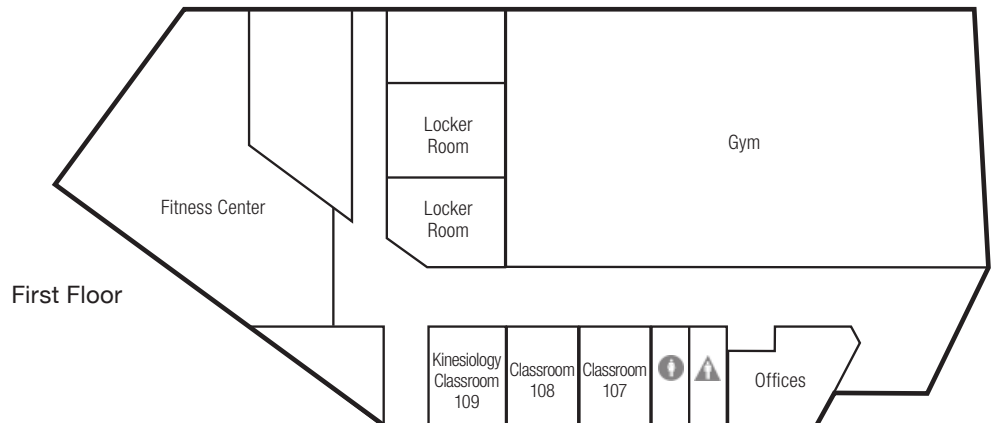 Locker
Room
Gym
Locker
Room
Fitness Center
First Floor
Kinesiology
Classroom
109
Classroom
108
Classroom
107
Offices